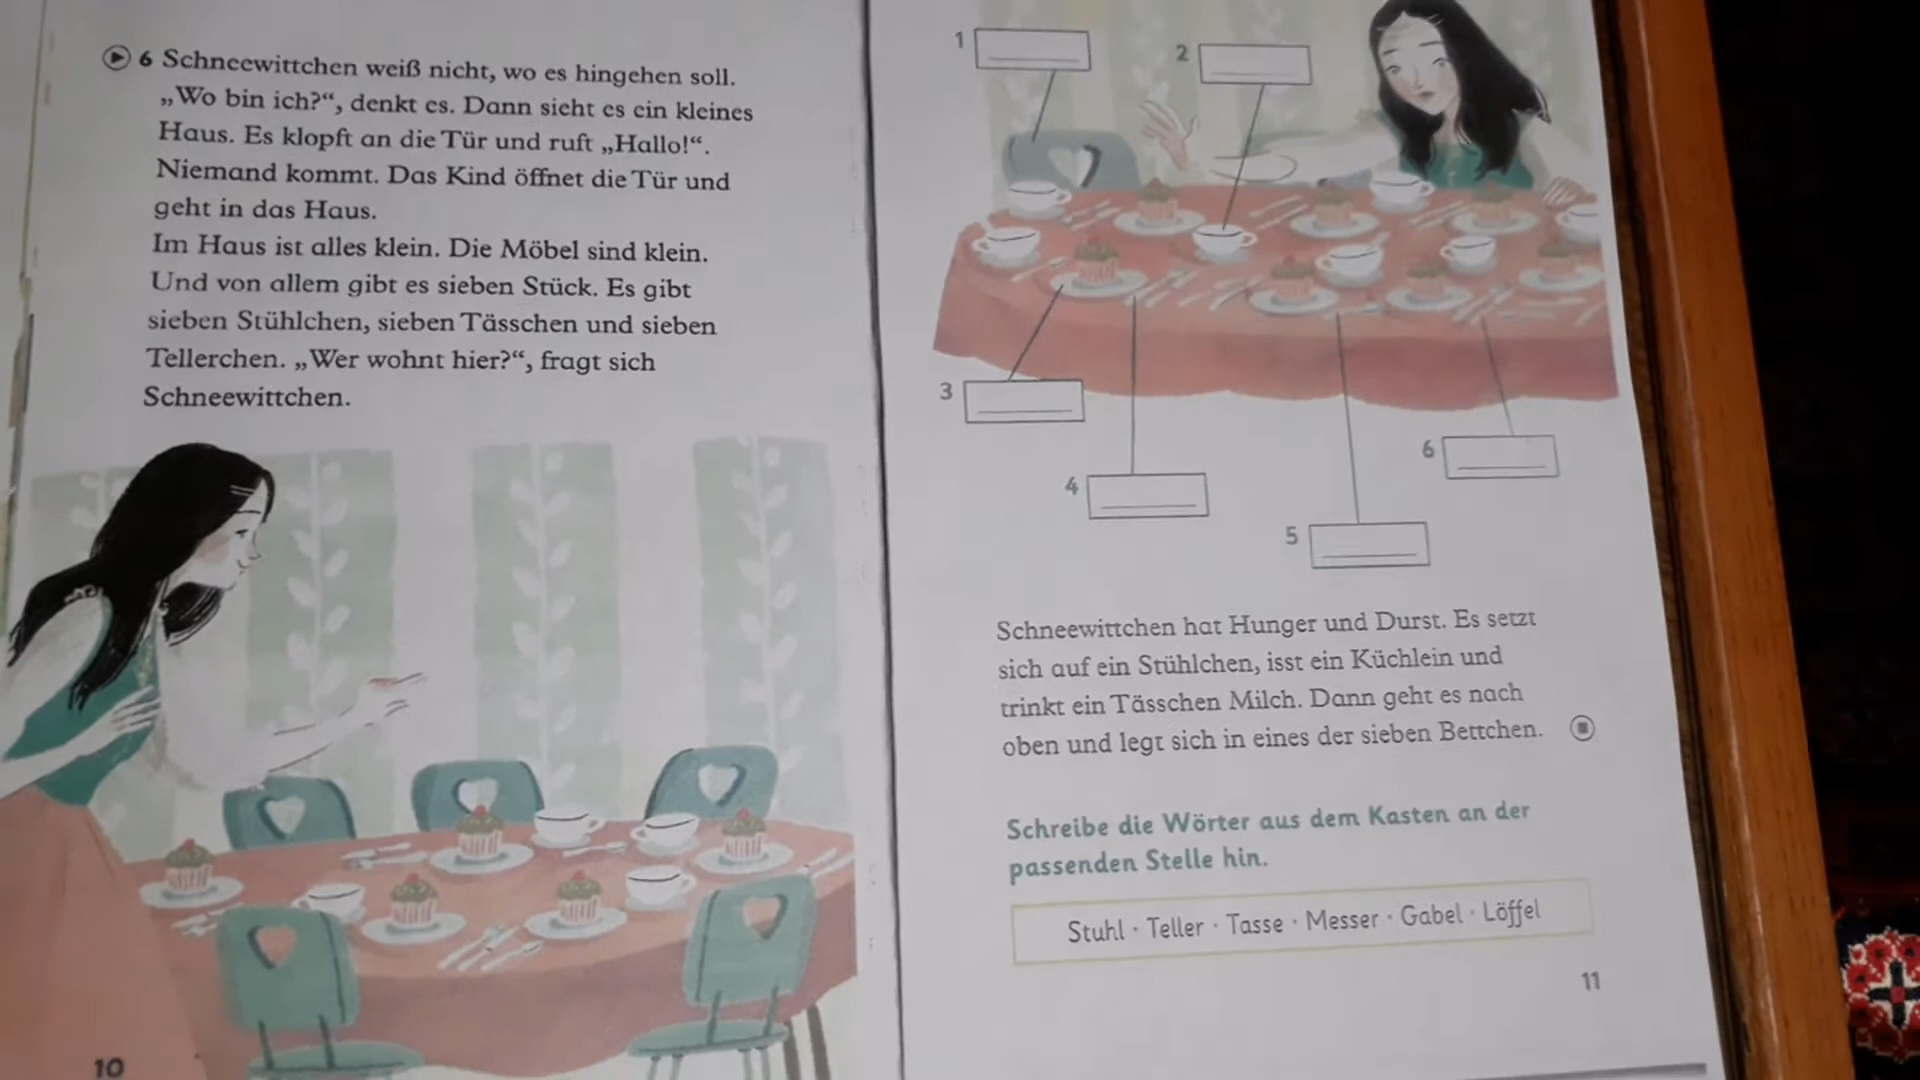 6 Schneewittchen weiß nicht, wo es hingehen soll.
„Wo bin ich?“, denkt es. Dann sieht es ein kleines
Haus. Es klopft an die Tür und ruft „Hallo!“.
Niemand kommt. Das Kind öffnet die Tür und
geht in das Haus.
Im Haus ist alles klein. Die Möbel sind klein.
Und von allem gibt es sieben Stück. Es gibt
sieben Stühlchen, sieben Tässchen und sieben
Tellerchen. „Wer wohnt hier?“, fragt sich
Schneewittchen.
10
1
2
3
4
5
6
Schneewittchen hat Hunger und Durst. Es setzt
sich auf ein Stühlchen, isst ein Küchlein und
trinkt ein Tässchen Milch. Dann geht es nach
oben und legt sich in eines der sieben Bettchen.
Schreibe die Wörter aus dem Kasten an der
passenden Stelle hin.
Stuhl · Teller · Tasse · Messer · Gabel · Löffel
11